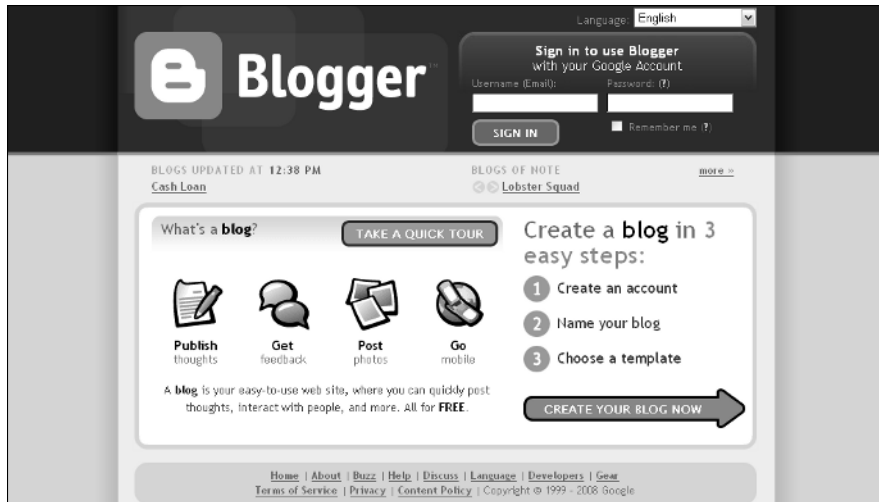 Language: English
Blogger™
Sign in to use Blogger
with your Google Account
Username (Email):
Password: (?)
SIGN IN
Remember me (?)
BLOGS UPDATED AT 12:38 PM
Cash Loan
BLOGS OF NOTE
more »
Lobster Squad
What's a blog?
TAKE A QUICK TOUR
Publish
thoughts
Get
feedback
Post
photos
Go
mobile
A blog is your easy-to-use web site, where you can quickly post
thoughts, interact with people, and more. All for FREE.
Create a blog in 3
easy steps:
1 Create an account
2 Name your blog
3 Choose a template
CREATE YOUR BLOG NOW
Home | About | Buzz | Help | Discuss | Language | Developers | Gear
Terms of Service | Privacy | Content Policy | Copyright © 1999 - 2008 Google